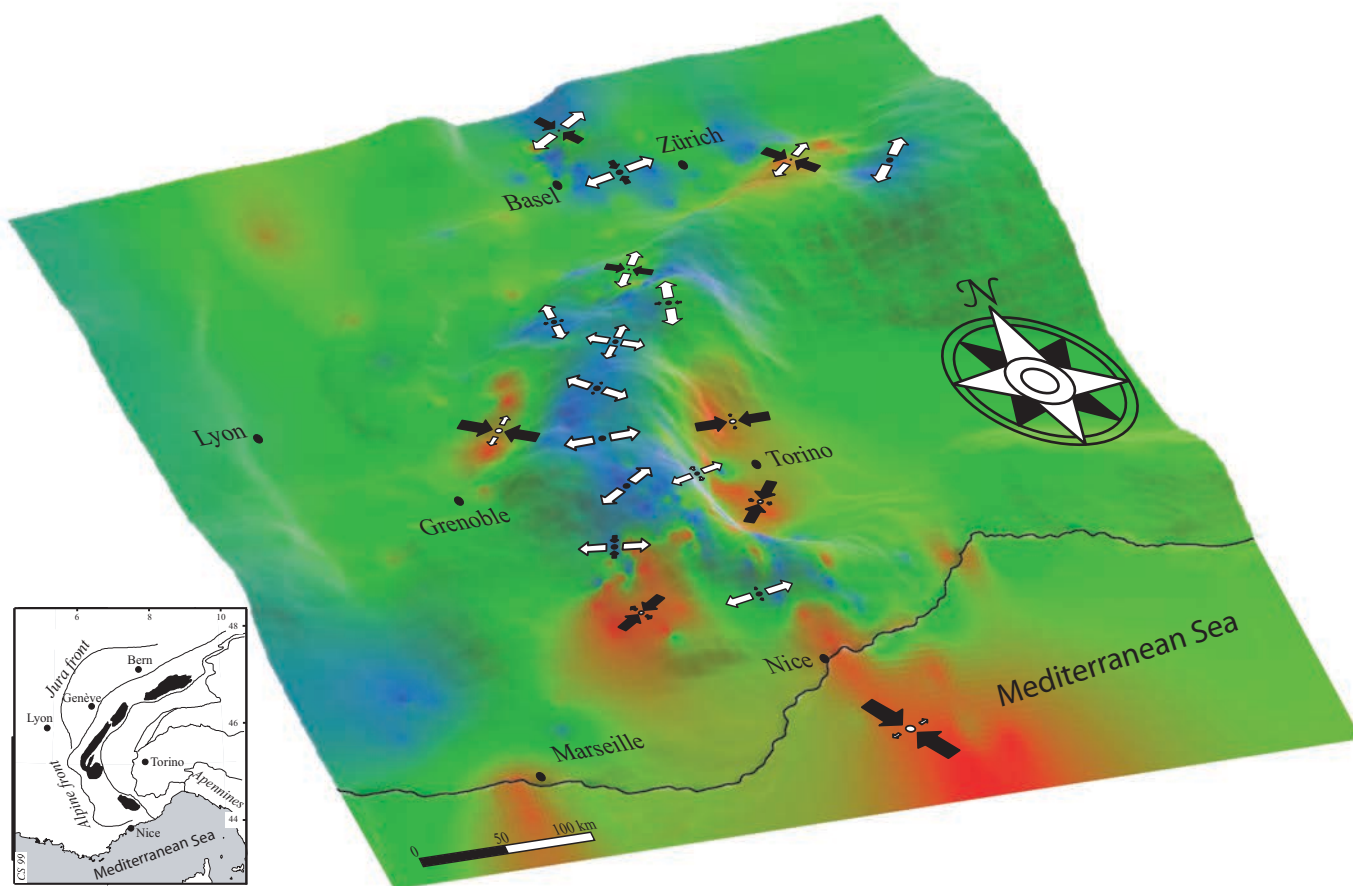 Zürich
Basel
N
Lyon
Torino
Grenoble
Mediterranean Sea
Nice
Marseille
0 50 100 km
6 8 10
48
Jura front
Bern
Genève
Lyon
46
Torino
Alpine front
Apennines
44
Nice
Mediterranean Sea
CS 99